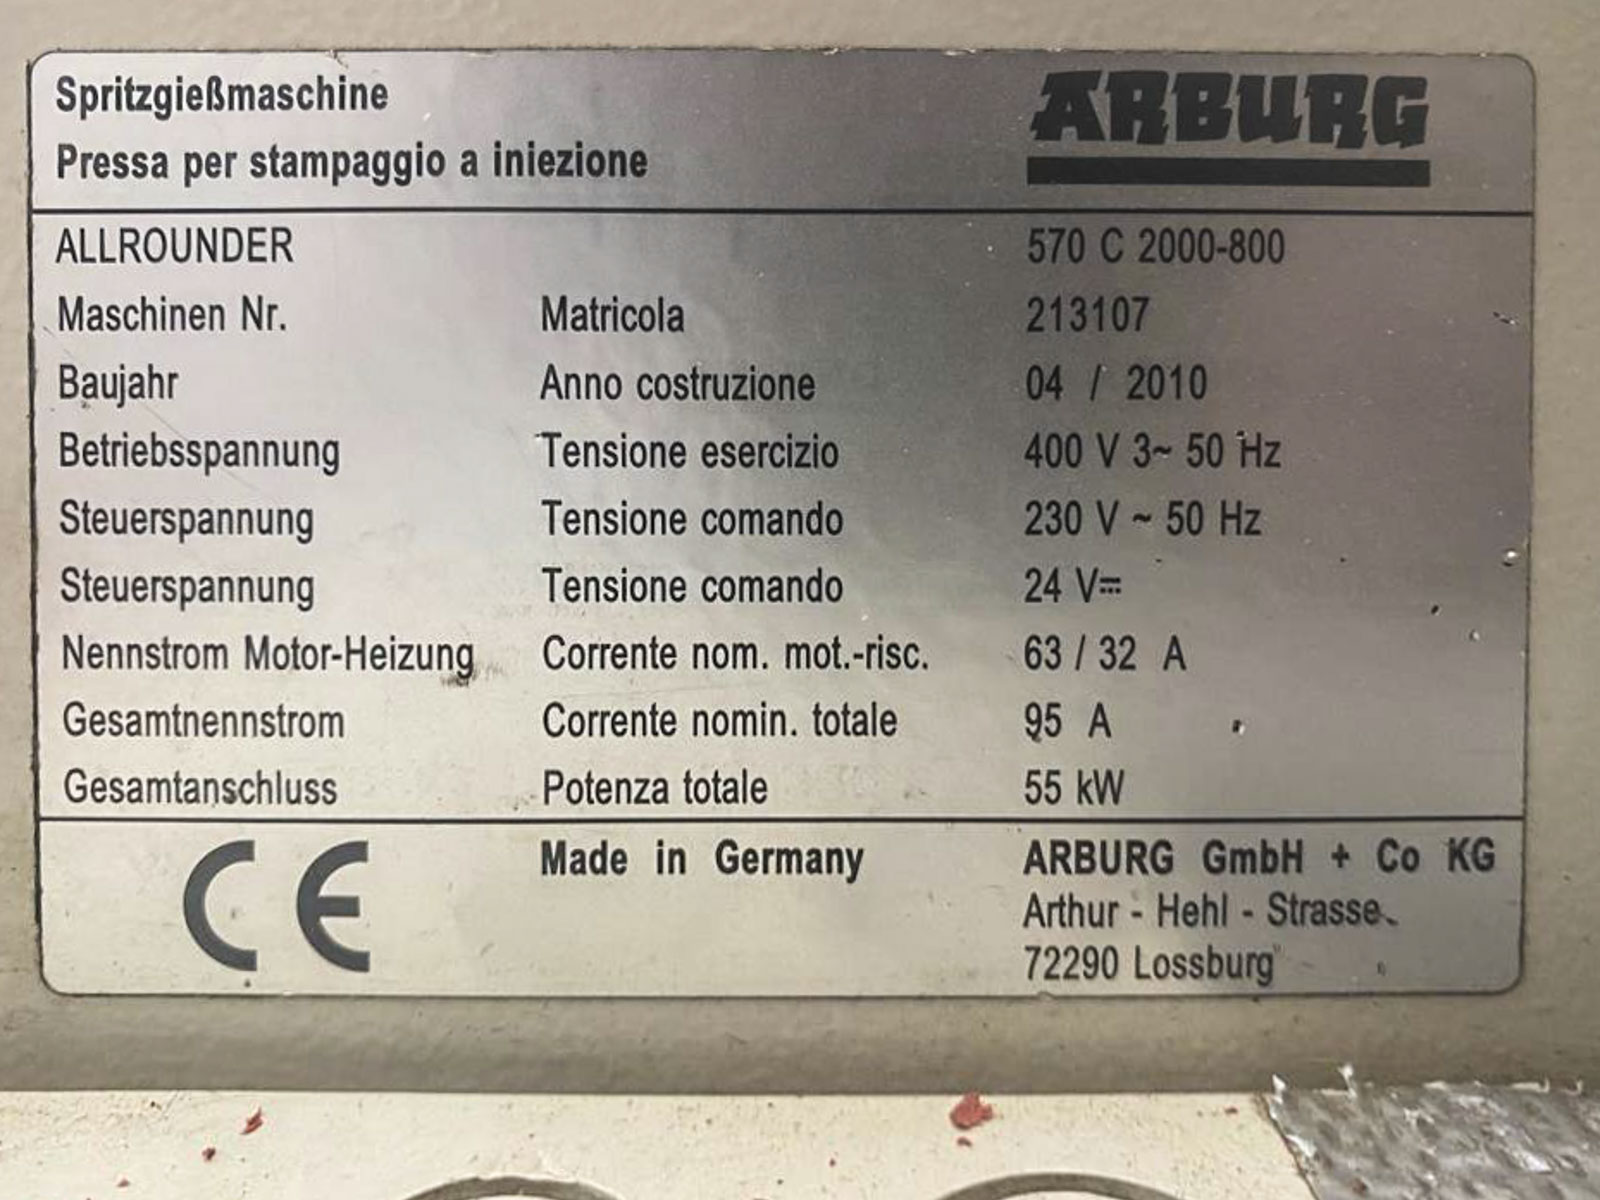 Spritzgießmaschine
Pressa per stampaggio a iniezione
ARBURG
ALLROUNDER 570 C 2000-800
Maschinen Nr. Matricola 213107
Baujahr Anno costruzione 04 / 2010
Betriebsspannung Tensione esercizio 400 V 3~ 50 Hz
Steuerspannung Tensione comando 230 V ~ 50 Hz
Steuerspannung Tensione comando 24 V⎓
Nennstrom Motor-Heizung Corrente nom. mot.-risc. 63 / 32 A
Gesamtnennstrom Corrente nomin. totale 95 A
Gesamtanschluss Potenza totale 55 kW
CE Made in Germany ARBURG GmbH + Co KG
Arthur - Hehl - Strasse
72290 Lossburg